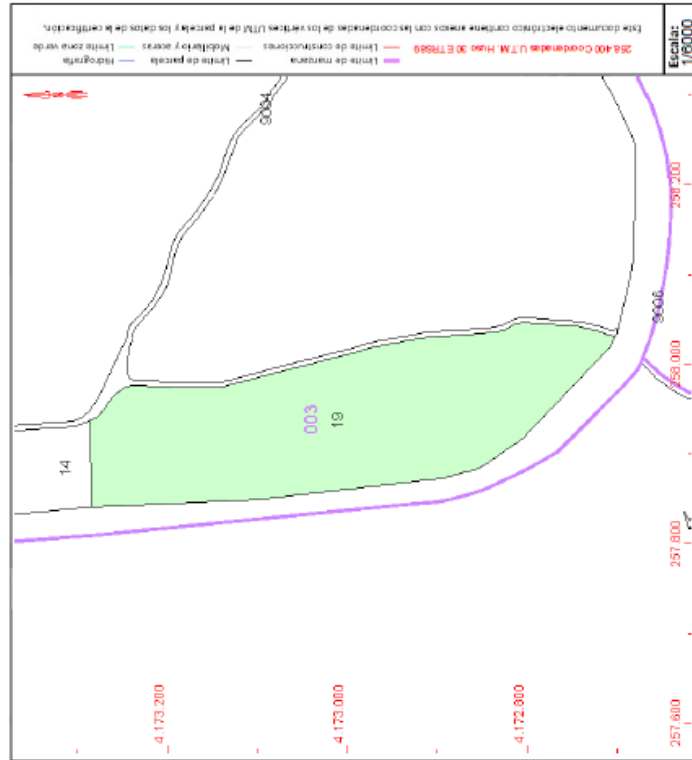 Este documento electrónico contiene anexos con las coordenadas de los vértices UTM de la parcela y los datos de la certificación.
258.400 Coordenadas U.T.M. Huso 30 ETRS89
Límite de construcciones
Mobiliario y aceras
Límite zona verde
Límite de manzana
Límite de parcela
Hidrografía
Escala:
1/6000
9004
258.200
9006
258.000
14
003
19
257.800
4.173.200
4.173.000
4.172.800
257.600